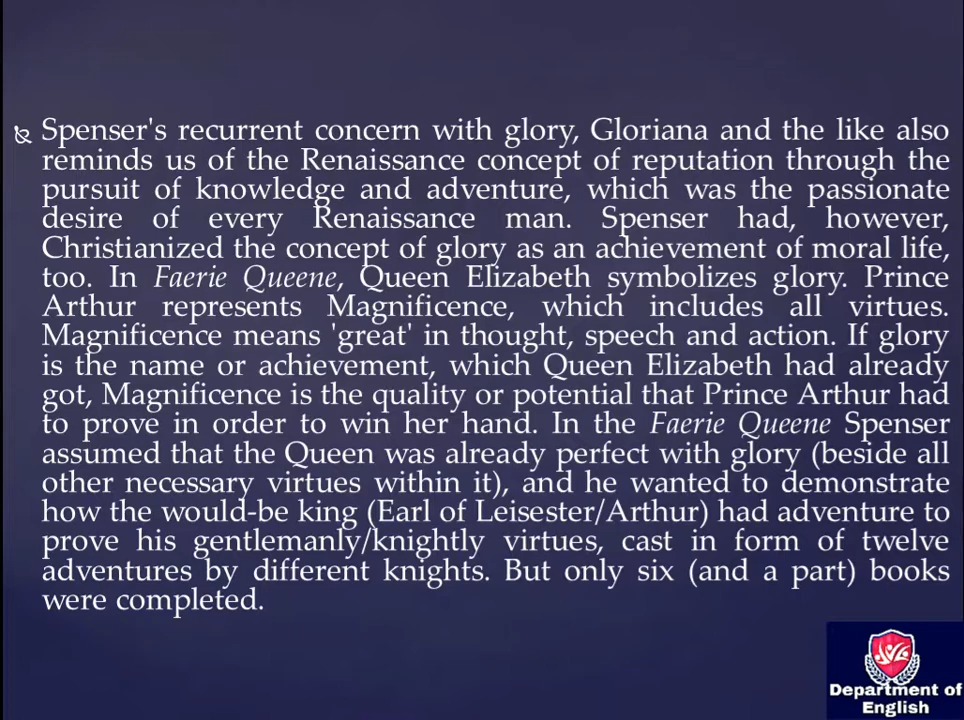 Spenser's recurrent concern with glory, Gloriana and the like also
reminds us of the Renaissance concept of reputation through the
pursuit of knowledge and adventure, which was the passionate
desire of every Renaissance man. Spenser had, however,
Christianized the concept of glory as an achievement of moral life,
too. In Faerie Queene, Queen Elizabeth symbolizes glory. Prince
Arthur represents Magnificence, which includes all virtues.
Magnificence means 'great' in thought, speech and action. If glory
is the name or achievement, which Queen Elizabeth had already
got, Magnificence is the quality or potential that Prince Arthur had
to prove in order to win her hand. In the Faerie Queene Spenser
assumed that the Queen was already perfect with glory (beside all
other necessary virtues within it), and he wanted to demonstrate
how the would-be king (Earl of Leisester/Arthur) had adventure to
prove his gentlemanly/knightly virtues, cast in form of twelve
adventures by different knights. But only six (and a part) books
were completed.
Department of
English